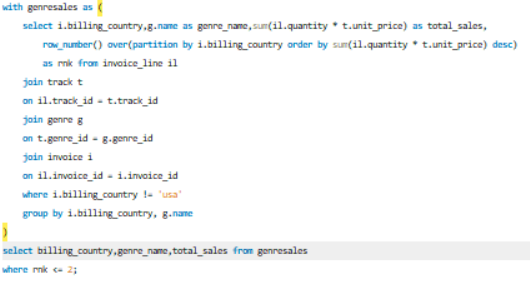 with genresales as (
select i.billing_country,g.name as genre_name,sum(il.quantity * t.unit_price) as total_sales,
row_number() over(partition by i.billing_country order by sum(il.quantity * t.unit_price) desc)
as rnk from invoice_line il
join track t
on il.track_id = t.track_id
join genre g
on t.genre_id = g.genre_id
join invoice i
on il.invoice_id = i.invoice_id
where i.billing_country != 'usa'
group by i.billing_country, g.name
)
select billing_country,genre_name,total_sales from genresales
where rnk <= 2;